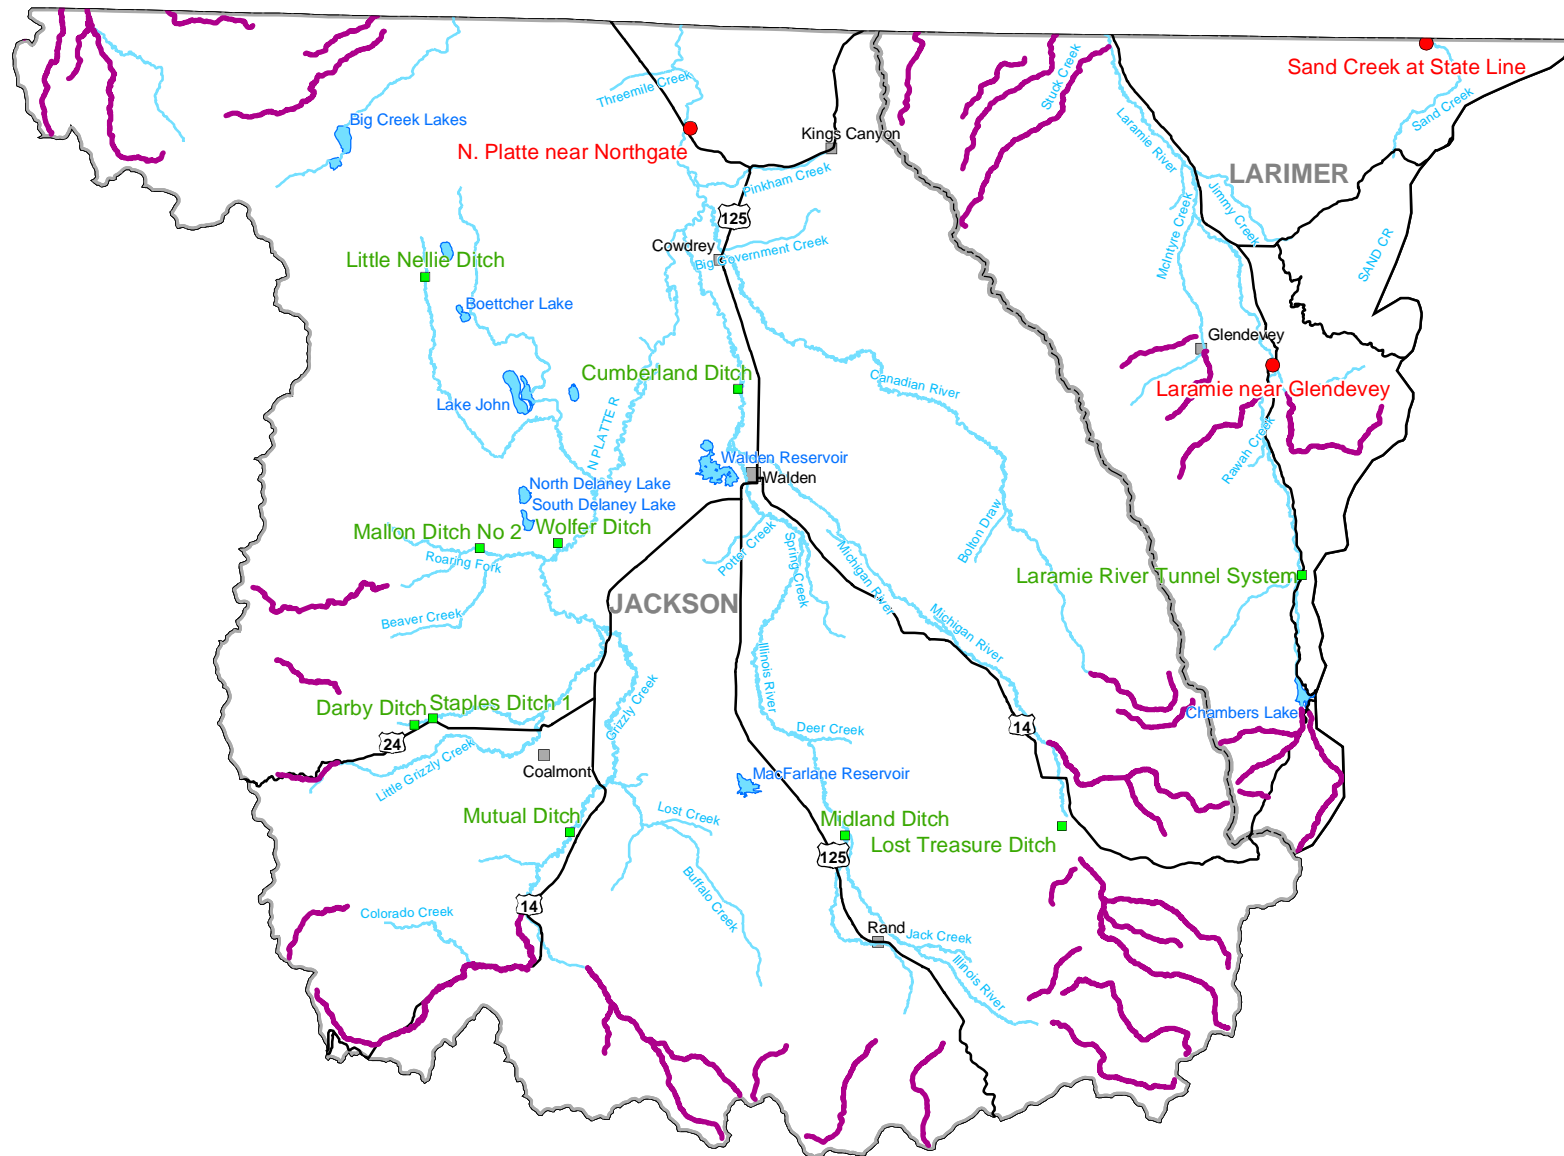 Sand Creek at State Line
Stuck Creek
Threemile Creek
Sand Creek
Big Creek Lakes
Laramie River
Kings Canyon
N. Platte near Northgate
LARIMER
Pinkham Creek
Jimmy Creek
125
McIntyre Creek
Cowdrey
Big Government Creek
SAND CR
Little Nellie Ditch
Boettcher Lake
Glendevey
Cumberland Ditch
Canadian River
Laramie near Glendevey
Lake John
N PLATTE R
Rawah Creek
Walden Reservoir
Walden
North Delaney Lake
South Delaney Lake
Mallon Ditch No 2
Wolfer Ditch
Bolton Draw
Potter Creek
Spring Creek
Michigan River
Roaring Fork
Laramie River Tunnel System
JACKSON
Beaver Creek
Michigan River
Illinois River
Grizzly Creek
Darby Ditch
Staples Ditch 1
Chambers Lake
24
Deer Creek
14
Little Grizzly Creek
Coalmont
MacFarlane Reservoir
Mutual Ditch
Lost Creek
Midland Ditch
Lost Treasure Ditch
125
Buffalo Creek
14
Colorado Creek
Rand
Jack Creek
Illinois River